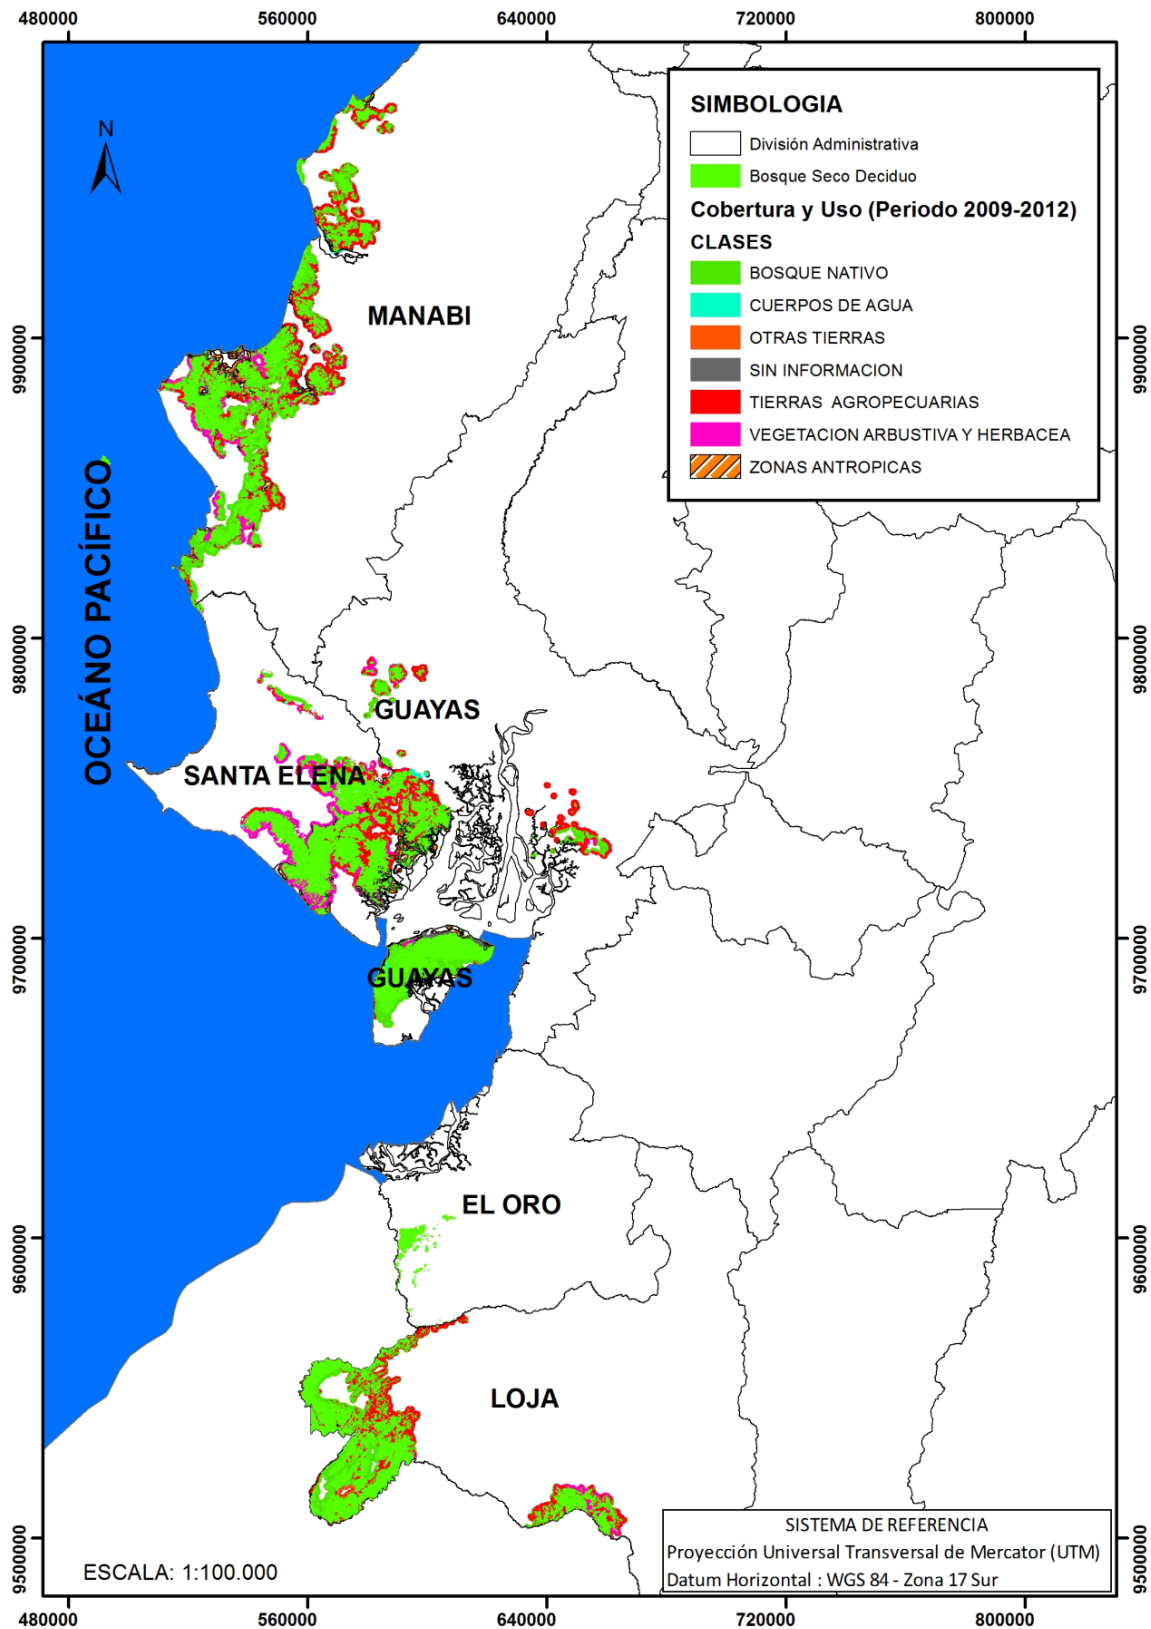 480000 560000 640000 720000 800000
SIMBOLOGIA
División Administrativa
Bosque Seco Deciduo
Cobertura y Uso (Periodo 2009-2012)
CLASES
BOSQUE NATIVO
CUERPOS DE AGUA
OTRAS TIERRAS
SIN INFORMACION
TIERRAS AGROPECUARIAS
VEGETACION ARBUSTIVA Y HERBACEA
ZONAS ANTROPICAS
N
MANABI
9900000 9900000
OCEÁNO PACÍFICO
9800000 9800000
GUAYAS
SANTA ELENA
9700000 9700000
GUAYAS
EL ORO
9600000 9600000
LOJA
9500000 9500000
SISTEMA DE REFERENCIA
Proyección Universal Transversal de Mercator (UTM)
Datum Horizontal : WGS 84 - Zona 17 Sur
ESCALA: 1:100.000
480000 560000 640000 720000 800000